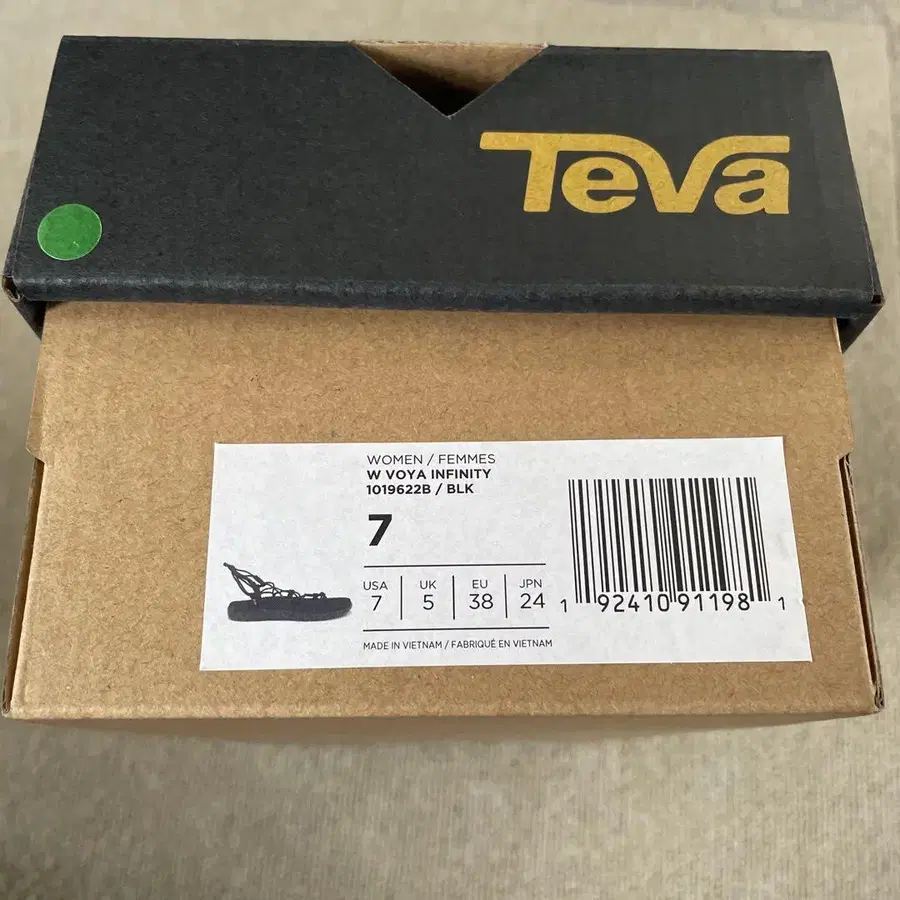 Teva
WOMEN / FEMMES
W VOYA INFINITY
1019622B / BLK
7
USA UK EU JPN
7 5 38 24
MADE IN VIETNAM / FABRIQUÉ EN VIETNAM
1 92410 91198 1